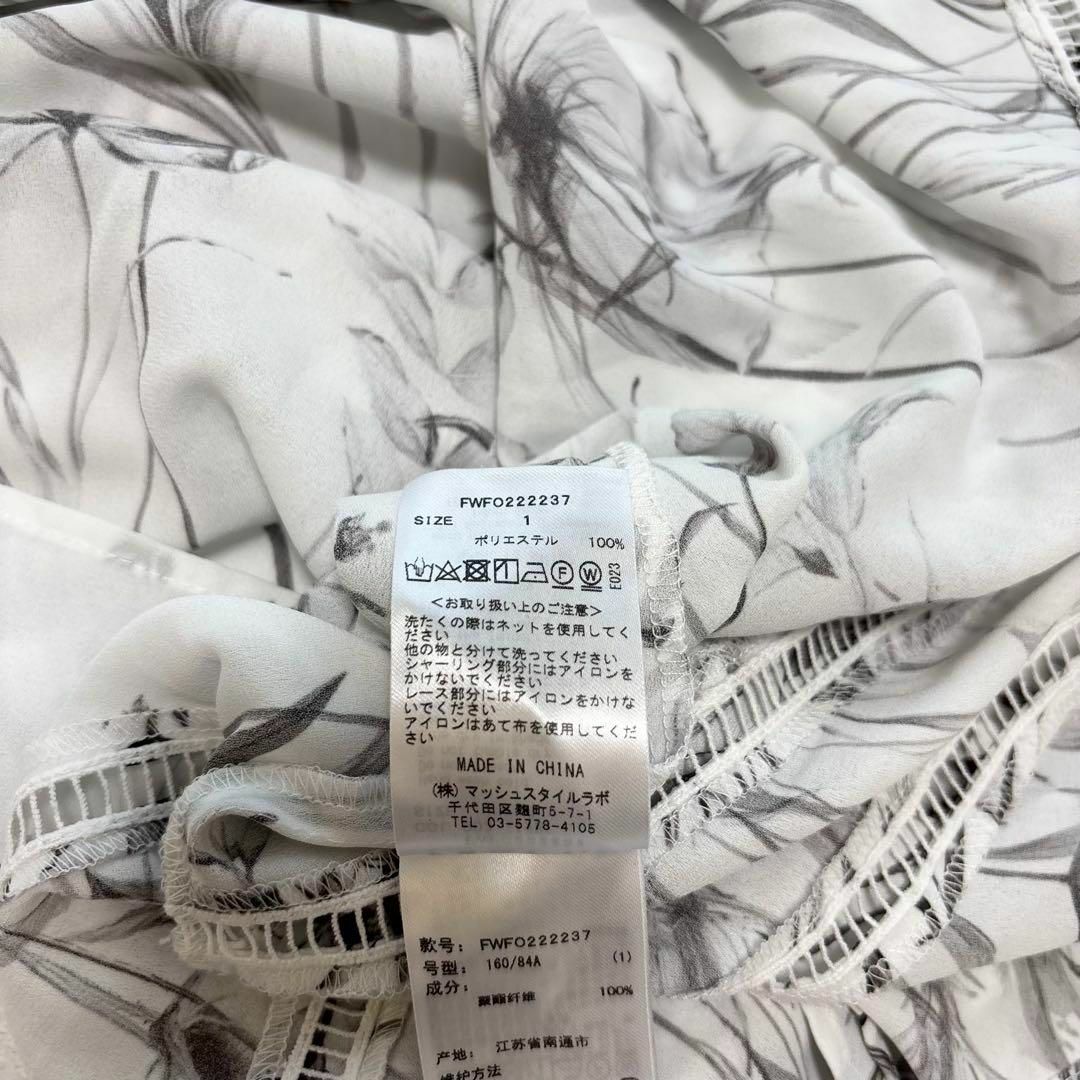 FWFO222237
SIZE 1
ポリエステル 100%
F W E023
<お取り扱い上のご注意>
洗たくの際はネットを使用してく
ださい
他の物と分けて洗ってください
シャーリング部分にはアイロンを
かけないでください
レース部分にはアイロンをかけな
いでください
アイロンはあて布を使用してくだ
さい
MADE IN CHINA
(株)マッシュスタイルラボ
千代田区麹町5-7-1
TEL 03-5778-4105
款号: FWFO222237
号型: 160/84A (1)
成分:
聚酯纤维 100%
产地: 江苏省南通市
维护方法